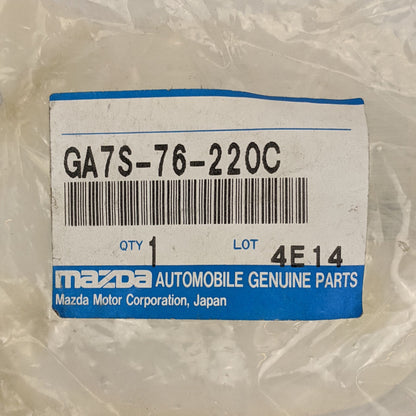 GA7S-76-220C
QTY 1 LOT 4E14
mazda AUTOMOBILE GENUINE PARTS
Mazda Motor Corporation, Japan